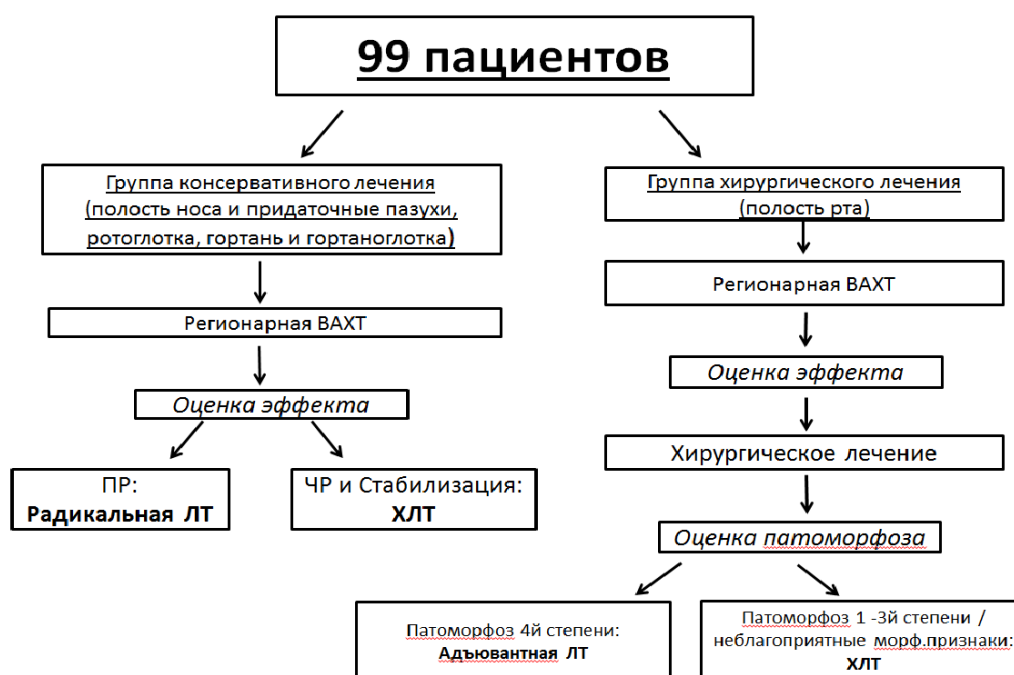 99 пациентов
Группа консервативного лечения
(полость носа и придаточные пазухи,
ротоглотка, гортань и гортаноглотка)
Регионарная ВАХТ
Оценка эффекта
ПР:
Радикальная ЛТ
ЧР и Стабилизация:
ХЛТ
Группа хирургического лечения
(полость рта)
Регионарная ВАХТ
Оценка эффекта
Хирургическое лечение
Оценка патоморфоза
Патоморфоз 4й степени:
Адъювантная ЛТ
Патоморфоз 1 -3й степени /
неблагоприятные морф.признаки:
ХЛТ